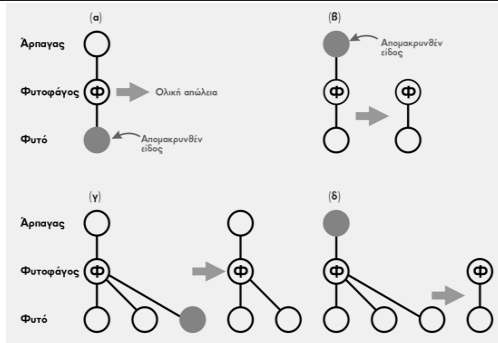 (α)
(β)
Άρπαγας
Απομακρυνθέν
είδος
Φυτοφάγος
Φ
Ολική απώλεια
Φ
Φ
Φυτό
Απομακρυνθέν
είδος
(γ)
(δ)
Άρπαγας
Φυτοφάγος
Φ
Φ
Φ
Φ
Φυτό